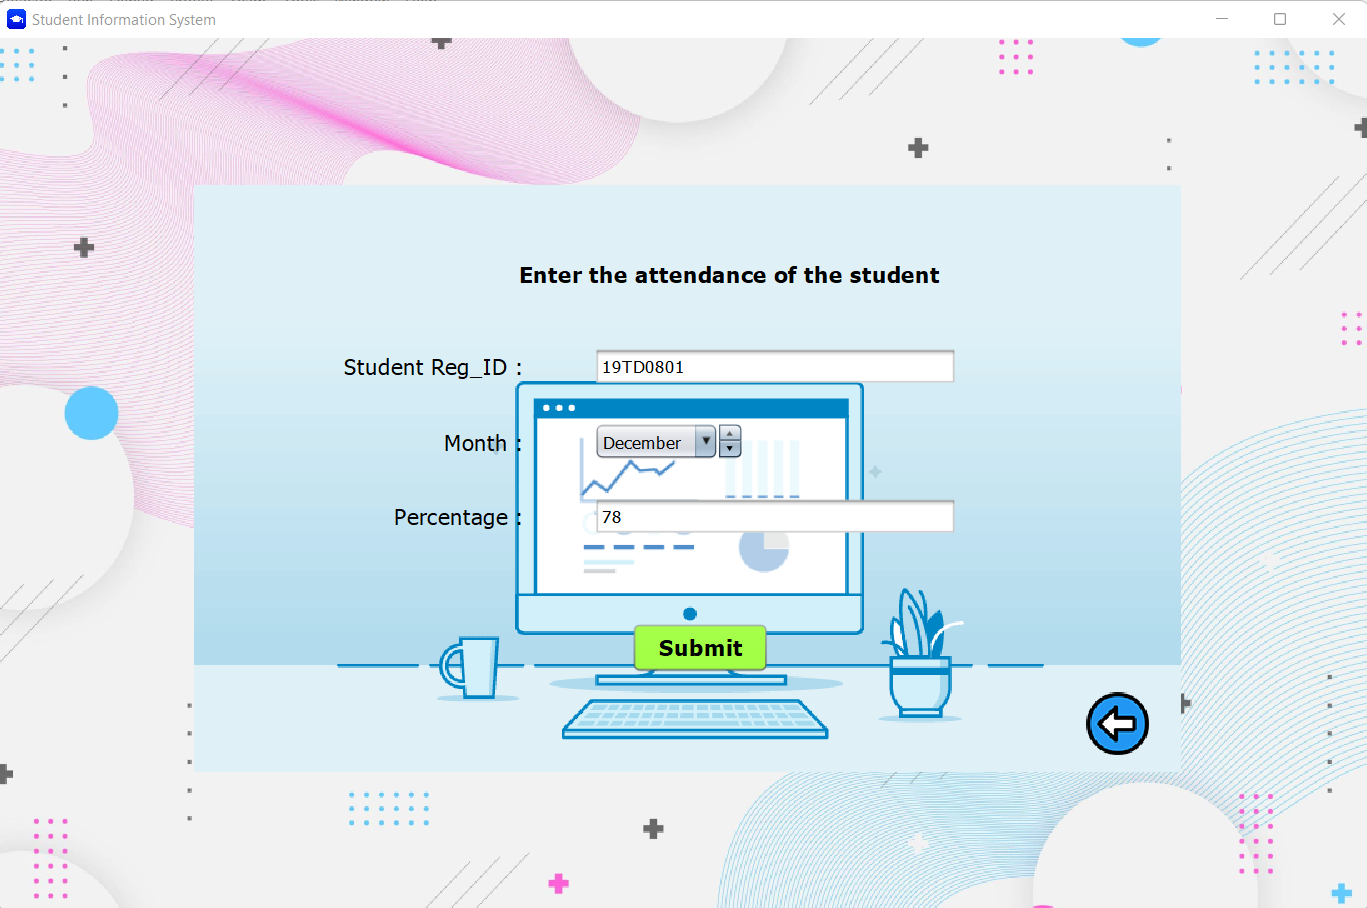 Student Information System
Enter the attendance of the student
Student Reg_ID : 19TD0801
Month : December
Percentage : 78
Submit